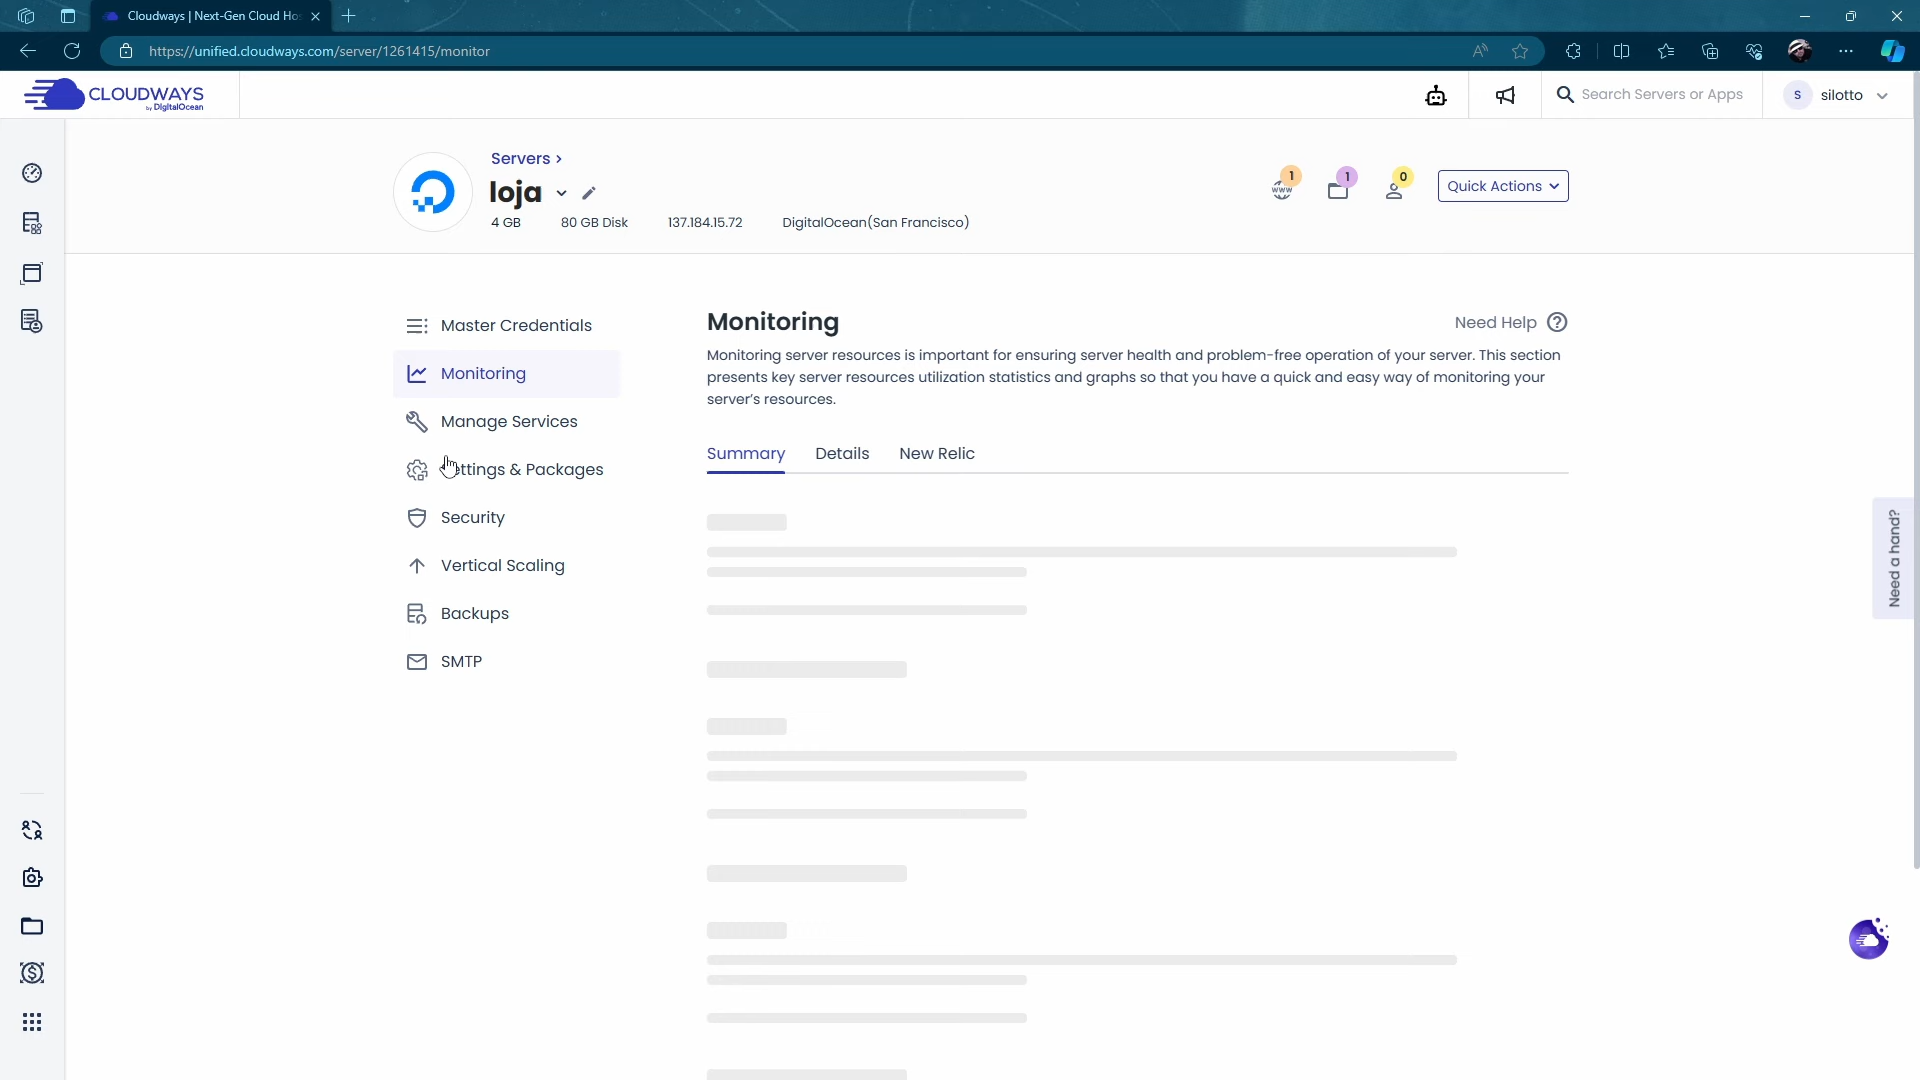 Cloudways | Next-Gen Cloud Ho
https://unified.cloudways.com/server/1261415/monitor
CLOUDWAYS
by DigitalOcean
Search Servers or Apps
S
silotto
Servers >
loja
4 GB
80 GB Disk
137.184.15.72
DigitalOcean(San Francisco)
www
1
1
0
Quick Actions
Master Credentials
Monitoring
Manage Services
ttings & Packages
Security
Vertical Scaling
Backups
SMTP
Monitoring
Need Help
Monitoring server resources is important for ensuring server health and problem-free operation of your server. This section
presents key server resources utilization statistics and graphs so that you have a quick and easy way of monitoring your
server's resources.
Summary
Details
New Relic
Need a hand?